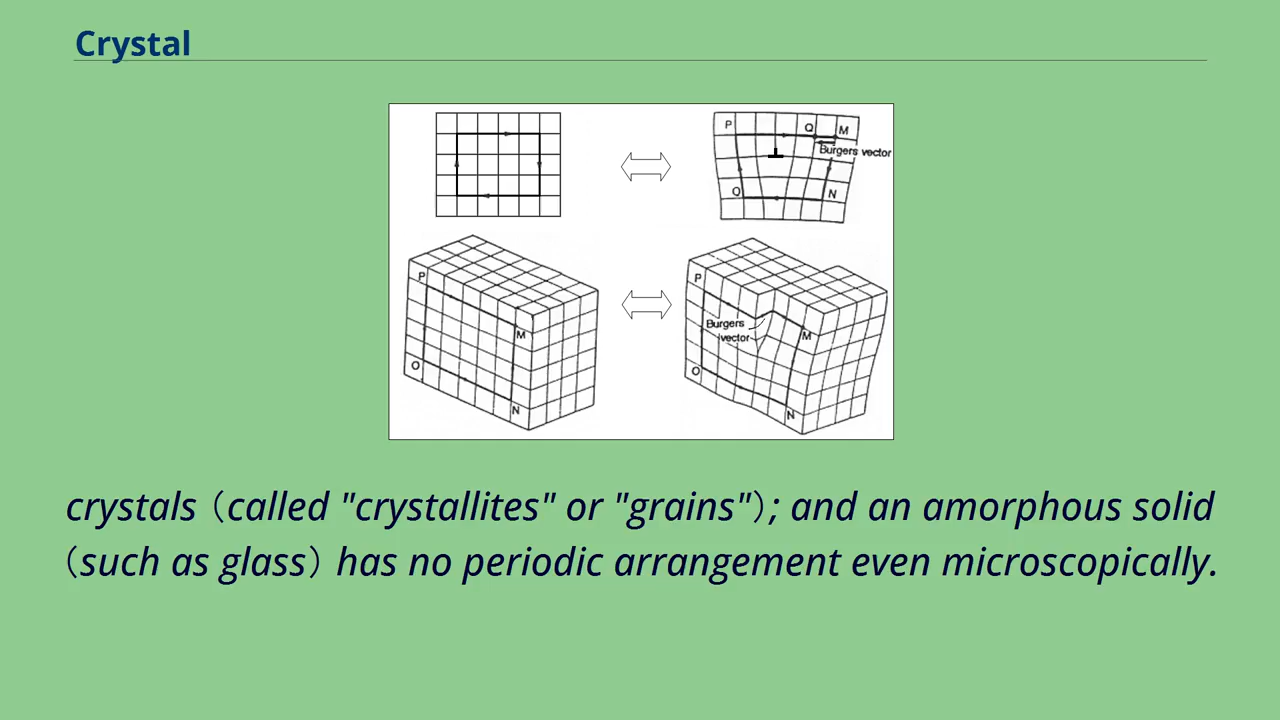 Crystal
P
Q
M
Burgers vector
Q
N
P
M
O
N
P
Burgers
vector
M
O
N
crystals（called "crystallites" or "grains"）; and an amorphous solid
（such as glass）has no periodic arrangement even microscopically.